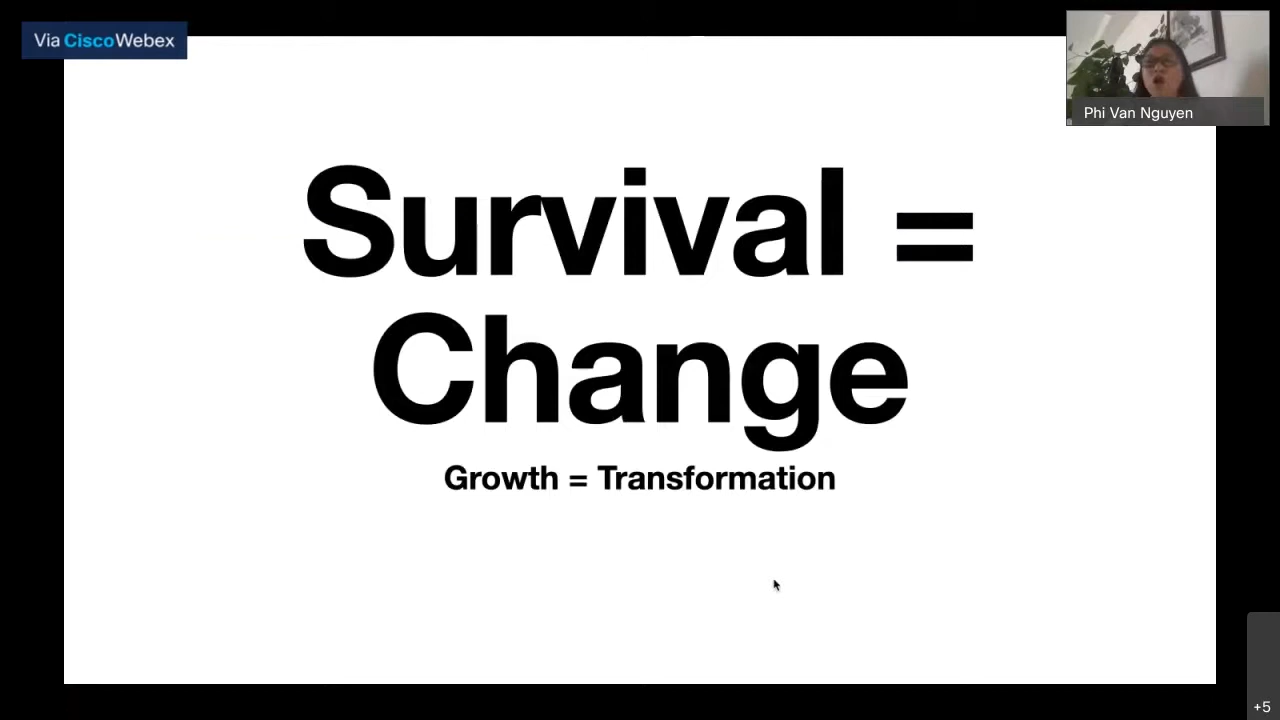 Via CiscoWebex
Phi Van Nguyen
Survival =
Change
Growth = Transformation
+5